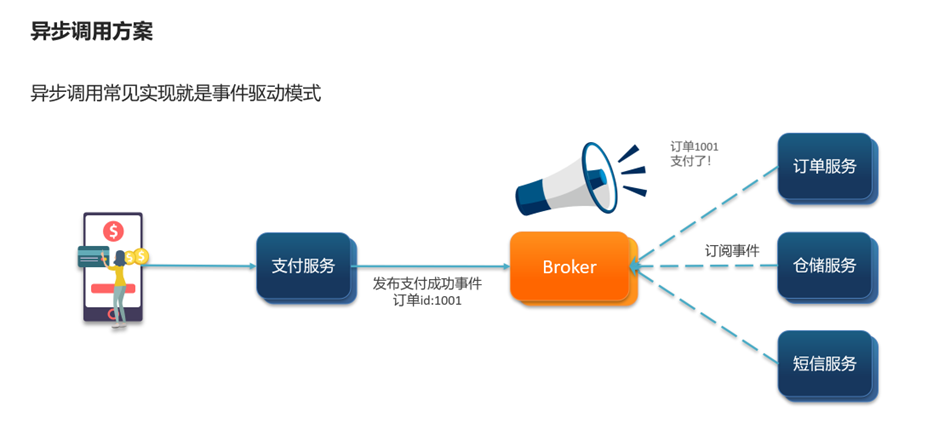 异步调用方案
异步调用常见实现就是事件驱动模式
订单1001
支付了!
订单服务
支付服务
发布支付成功事件
订单id:1001
Broker
订阅事件
仓储服务
短信服务